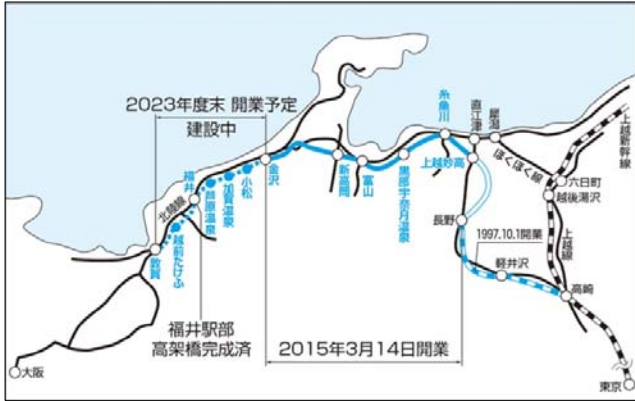 2023年度末 開業予定
建設中
糸魚川
直江津
犀潟
上越新幹線
ほくほく線
六日町
越後湯沢
上越線
上越妙高
黒部宇奈月温泉
富山
新高岡
金沢
小松
加賀温泉
芦原温泉
福井
北陸線
越前たけふ
敦賀
長野
1997.10.1開業
軽井沢
高崎
福井駅部
高架橋完成済
2015年3月14日開業
大阪
東京